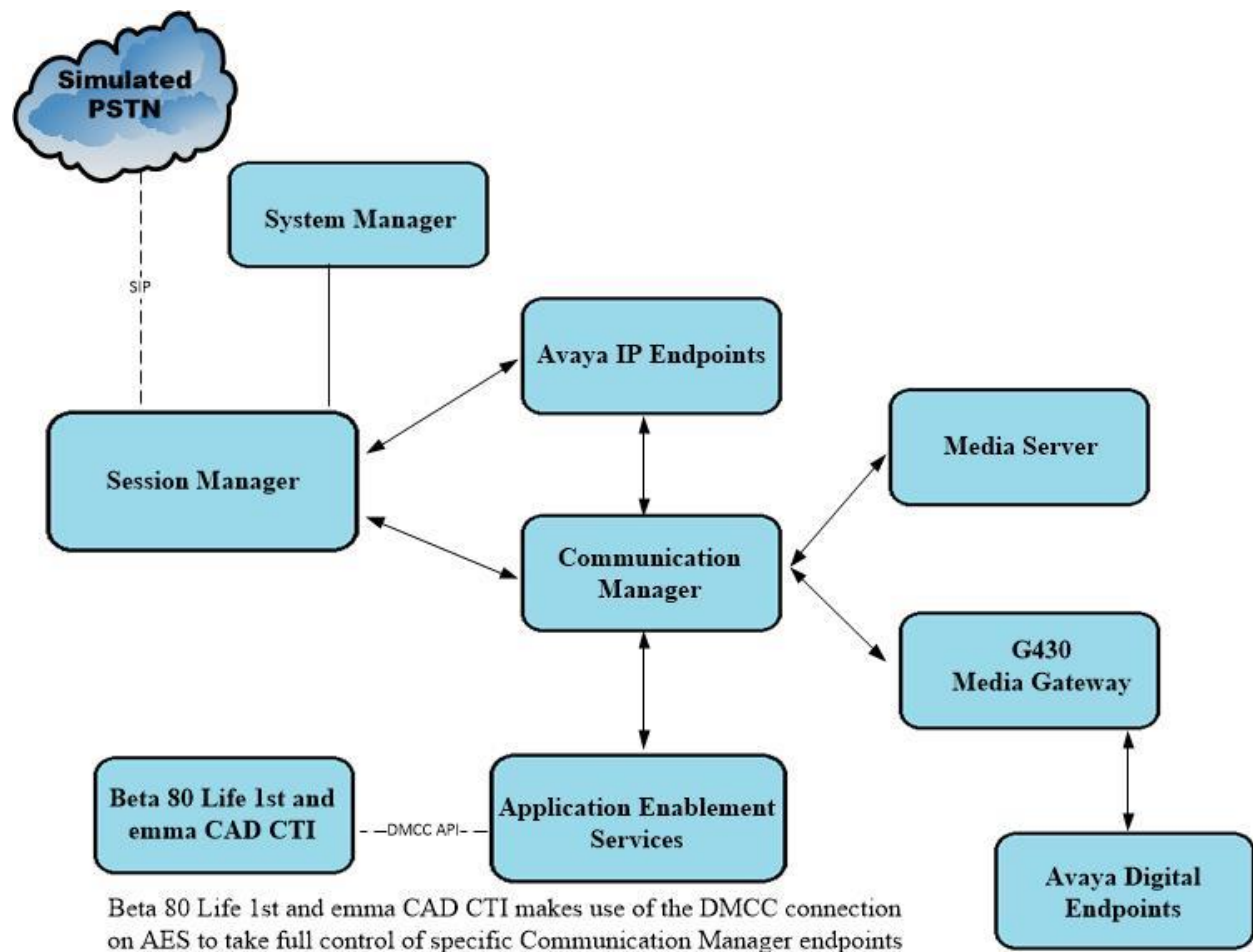 Simulated
PSTN
System Manager
SIP
Avaya IP Endpoints
Media Server
Session Manager
Communication
Manager
G430
Media Gateway
Beta 80 Life 1st and
emma CAD CTI
DMCC API
Application Enablement
Services
Avaya Digital
Endpoints
Beta 80 Life 1st and emma CAD CTI makes use of the DMCC connection
on AES to take full control of specific Communication Manager endpoints